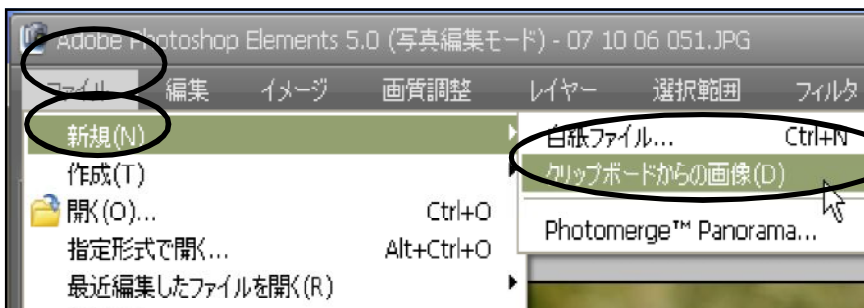 Adobe Photoshop Elements 5.0 (写真編集モード) - 07 10 06 051.JPG
ファイル 編集 イメージ 画質調整 レイヤー 選択範囲 フィルタ
新規(N)
白紙ファイル... Ctrl+N
作成(T)
クリップボードからの画像(D)
開く(O)... Ctrl+O
Photomerge™ Panorama...
指定形式で開く... Alt+Ctrl+O
最近編集したファイルを開く(R)